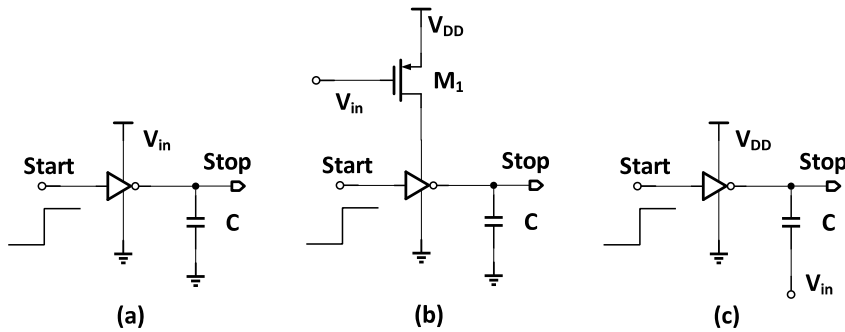 V_DD
M_1
V_in
V_in
Start
Stop
C
Start
Stop
C
V_DD
Start
Stop
C
V_in
(a)
(b)
(c)